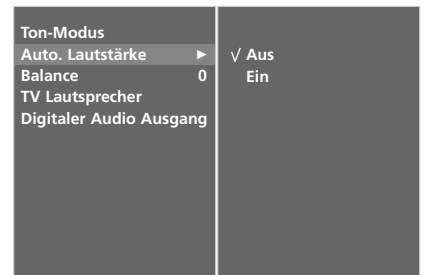 Ton-Modus
Auto. Lautstärke ►
Balance 0
TV Lautsprecher
Digitaler Audio Ausgang
√ Aus
Ein